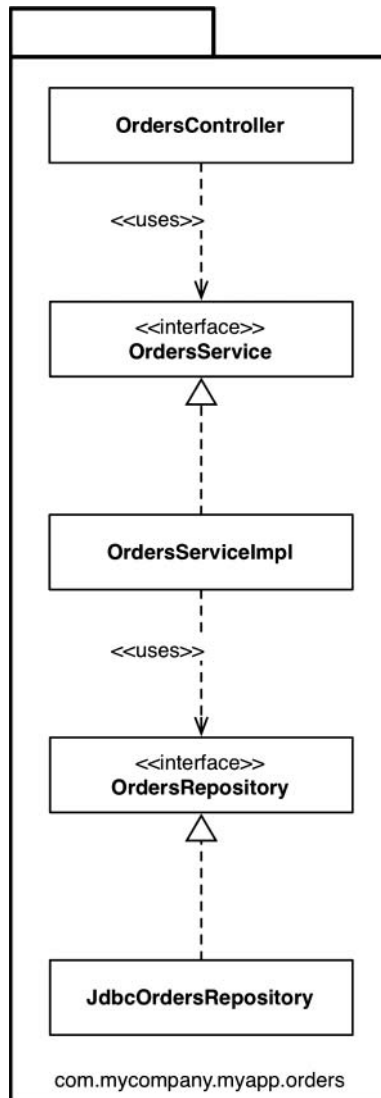 OrdersController
<<uses>>
<<interface>>
OrdersService
OrdersServiceImpl
<<uses>>
<<interface>>
OrdersRepository
JdbcOrdersRepository
com.mycompany.myapp.orders